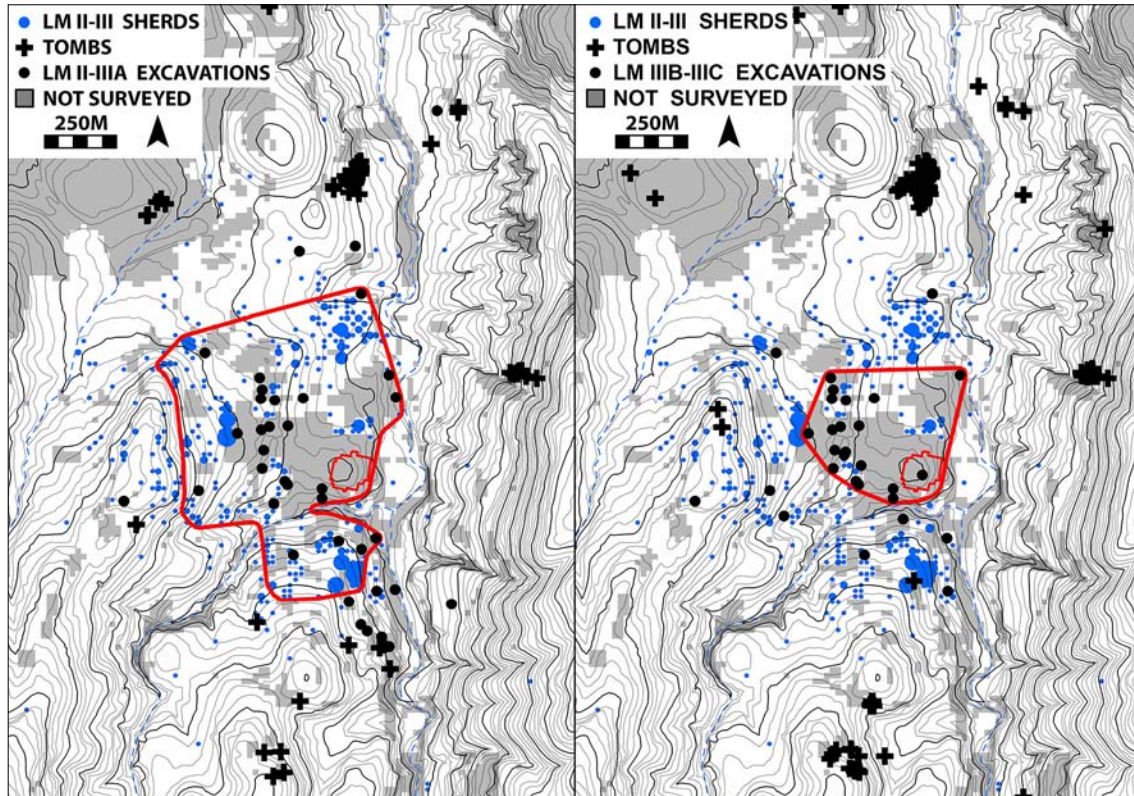 LM II-III SHERDS
TOMBS
LM II-IIIA EXCAVATIONS
NOT SURVEYED
250M
LM II-III SHERDS
TOMBS
LM IIIB-IIIC EXCAVATIONS
NOT SURVEYED
250M